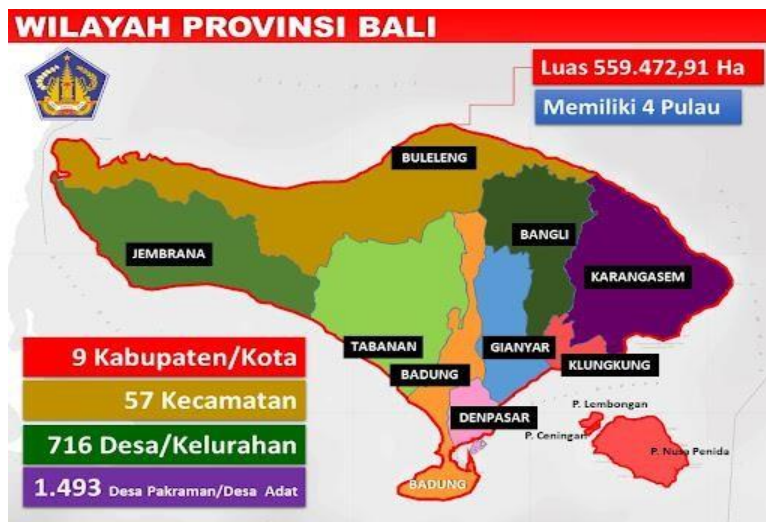 WILAYAH PROVINSI BALI
Luas 559.472,91 Ha
Memiliki 4 Pulau
BULELENG
JEMBRANA
BANGLI
KARANGASEM
TABANAN
GIANYAR
BADUNG
KLUNGKUNG
DENPASAR
P. Lembongan
P. Ceningan
P. Nusa Penida
BADUNG
9 Kabupaten/Kota
57 Kecamatan
716 Desa/Kelurahan
1.493 Desa Pakraman/Desa Adat